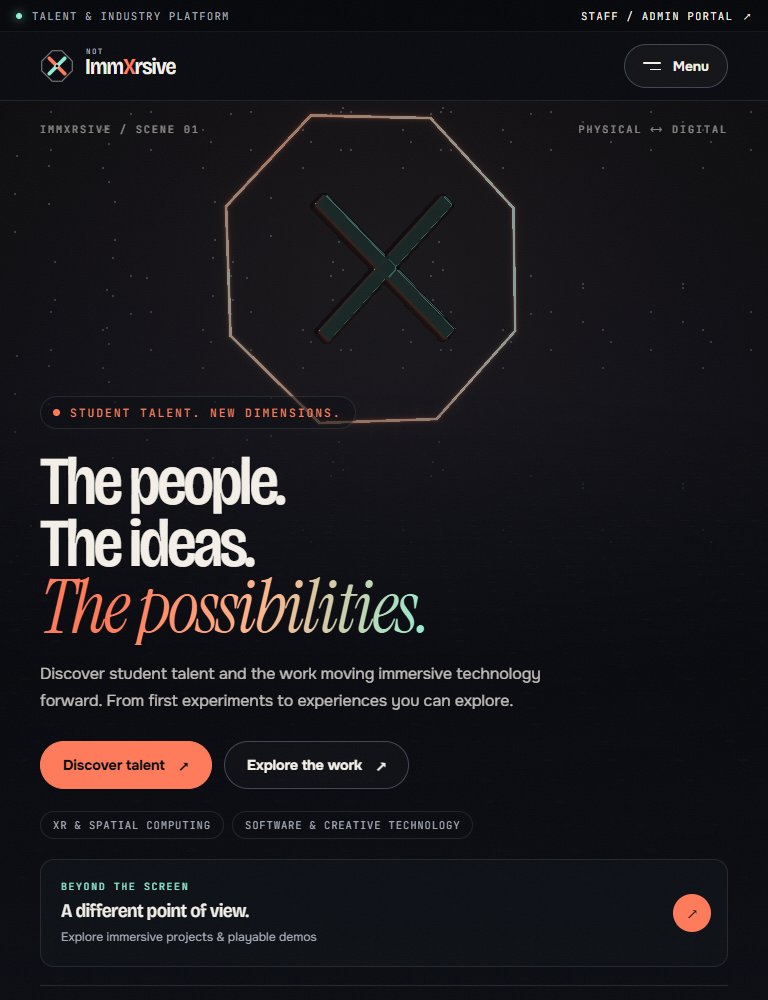 TALENT & INDUSTRY PLATFORM
STAFF / ADMIN PORTAL ↗
NOT
ImmXrsive
Menu
IMMXRSIVE / SCENE 01
PHYSICAL ↔ DIGITAL
STUDENT TALENT. NEW DIMENSIONS.
The people.
The ideas.
The possibilities.
Discover student talent and the work moving immersive technology
forward. From first experiments to experiences you can explore.
Discover talent ↗
Explore the work ↗
XR & SPATIAL COMPUTING
SOFTWARE & CREATIVE TECHNOLOGY
BEYOND THE SCREEN
A different point of view.
Explore immersive projects & playable demos
↗